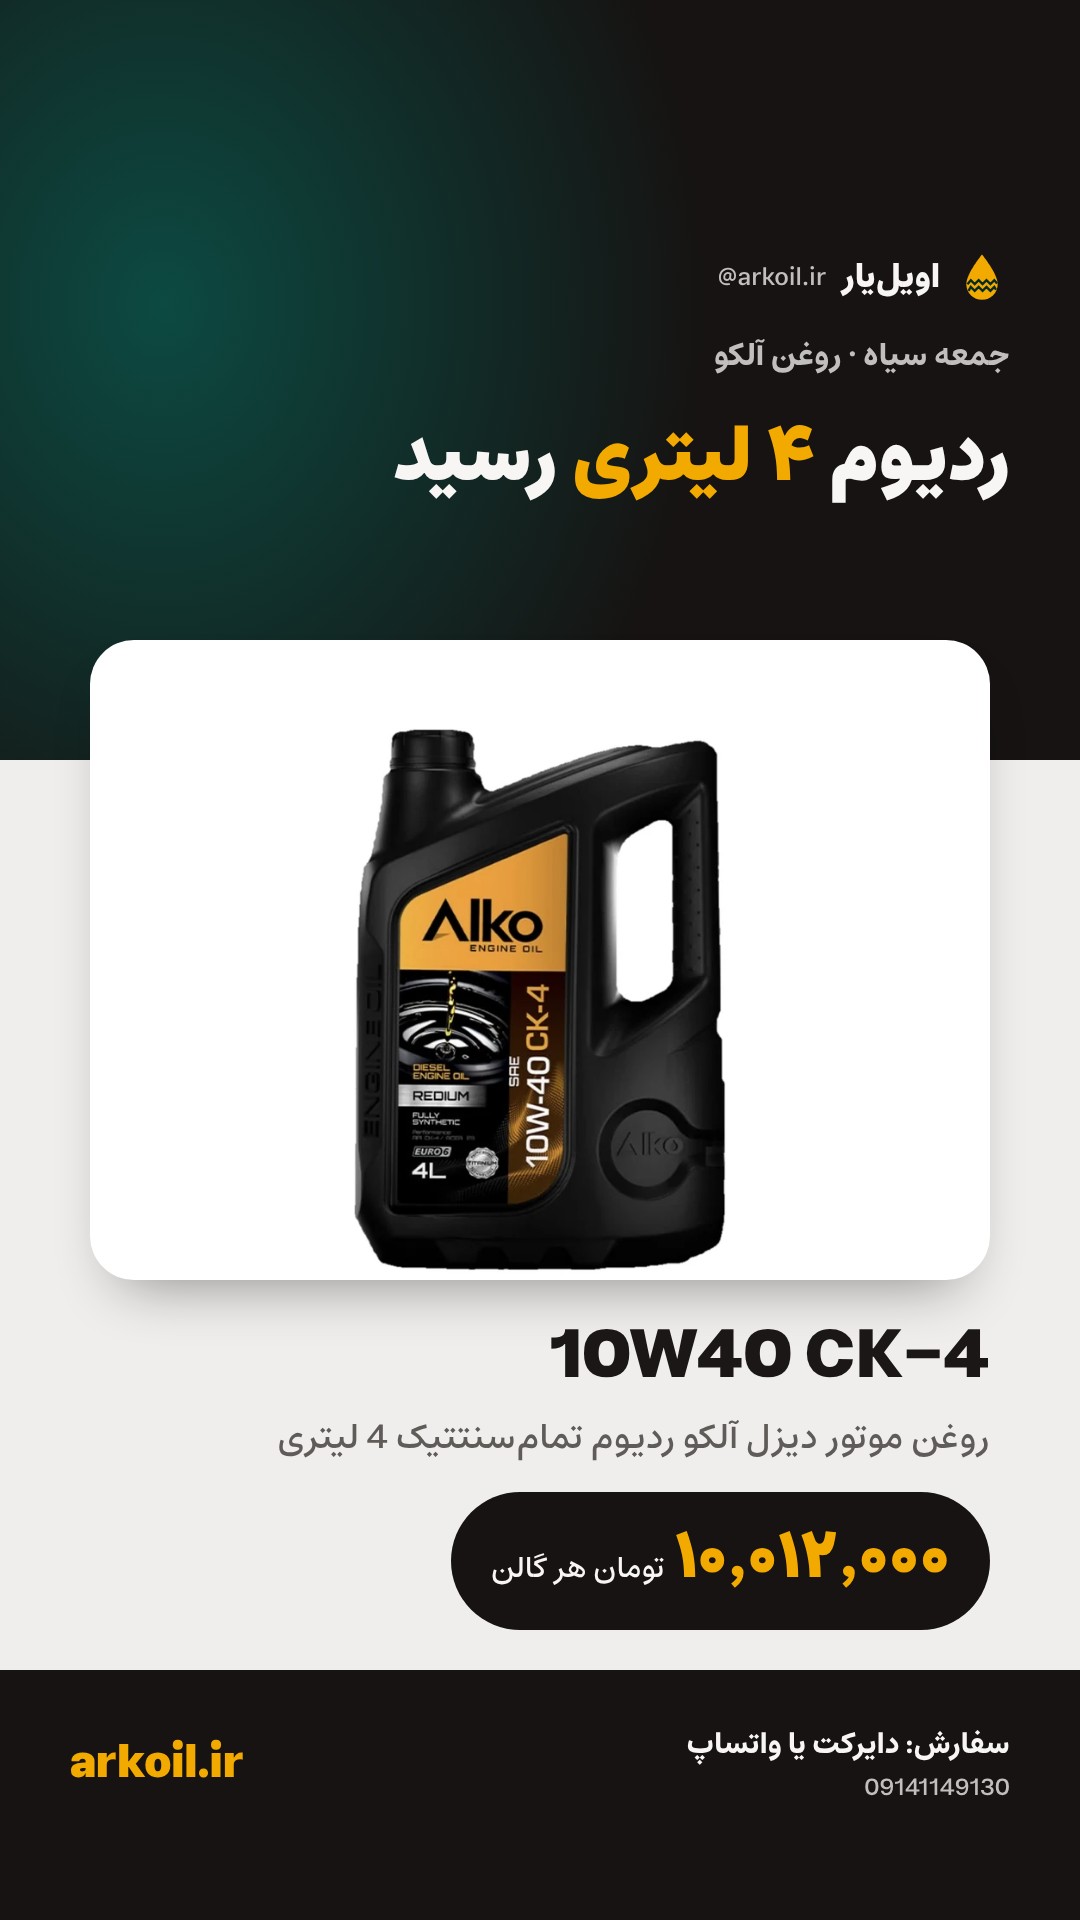 اویل‌یار @arkoil.ir
جمعه سیاه · روغن آلکو
ردیوم ۴ لیتری رسید
Alko
ENGINE OIL
DIESEL
ENGINE OIL
REDIUM
FULLY
SYNTHETIC
EURO 6
4L
TITANIUM
SAE
10W-40 CK-4
ENGINE OIL
Alko
10W40 CK-4
روغن موتور دیزل آلکو ردیوم تمام‌سنتتیک 4 لیتری
۱۰,۰۱۲,۰۰۰ تومان هر گالن
سفارش: دایرکت یا واتساپ
09141149130
arkoil.ir